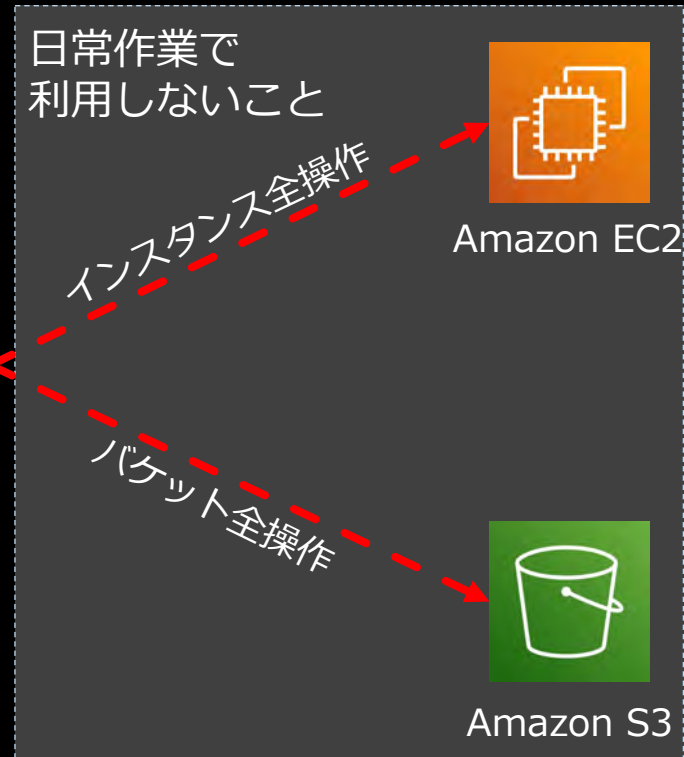 日常作業で
利用しないこと
インスタンス全操作
Amazon EC2
バケット全操作
Amazon S3